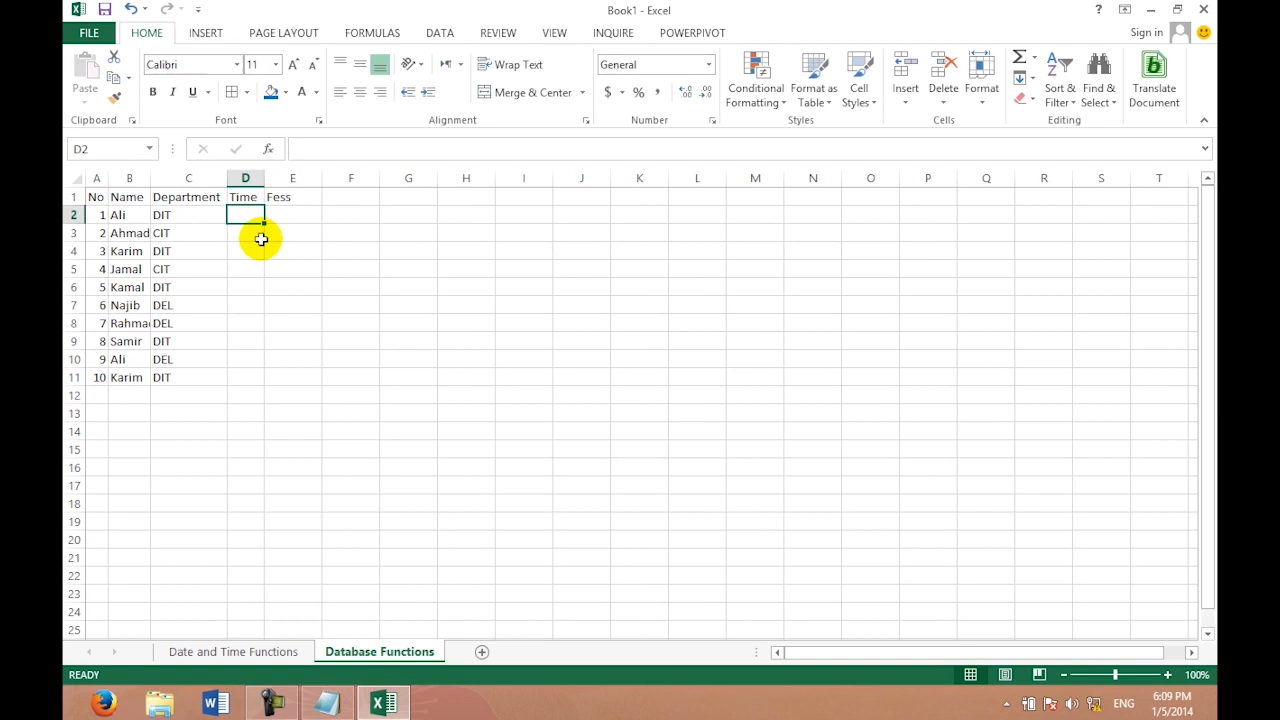 Book1 - Excel
FILE HOME INSERT PAGE LAYOUT FORMULAS DATA REVIEW VIEW INQUIRE POWERPIVOT Sign in
Calibri 11 Wrap Text General
Paste B I U Merge & Center $ % , Conditional Formatting Format as Table Cell Styles Insert Delete Format Sort & Filter Find & Select Translate Document
Clipboard Font Alignment Number Styles Cells Editing
D2 fx
A B C D E F G H I J K L M N O P Q R S T
1 No Name Department Time Fess
2 1 Ali DIT
3 2 Ahmad CIT
4 3 Karim DIT
5 4 Jamal CIT
6 5 Kamal DIT
7 6 Najib DEL
8 7 Rahma DEL
9 8 Samir DIT
10 9 Ali DEL
11 10 Karim DIT
12
13
14
15
16
17
18
19
20
21
22
23
24
25
Date and Time Functions Database Functions
READY 100%
ENG 6:09 PM
1/5/2014